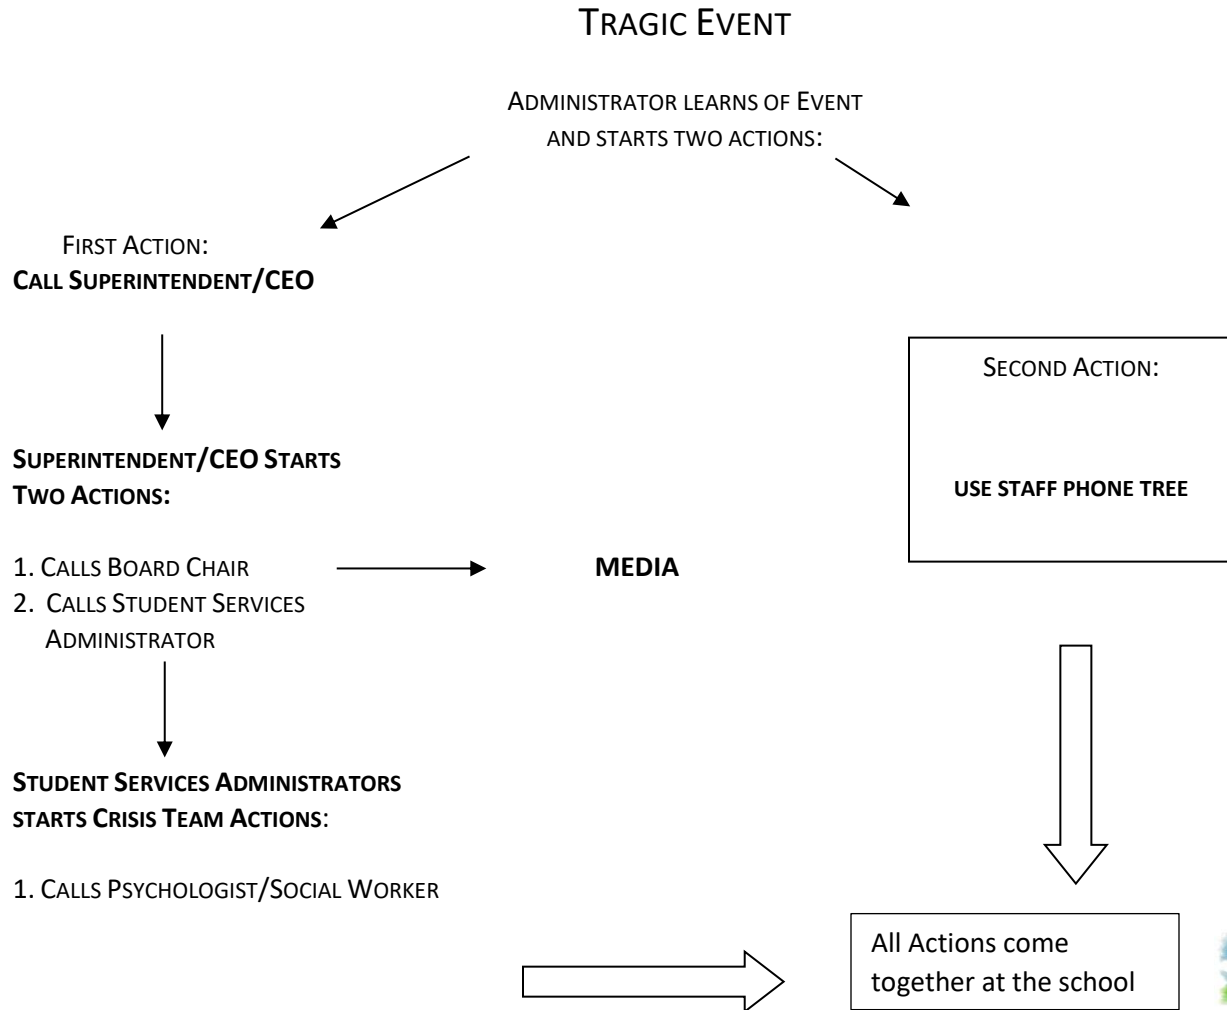 TRAGIC EVENT
ADMINISTRATOR LEARNS OF EVENT
AND STARTS TWO ACTIONS:
FIRST ACTION:
CALL SUPERINTENDENT/CEO
SECOND ACTION:
USE STAFF PHONE TREE
SUPERINTENDENT/CEO STARTS
TWO ACTIONS:
1. CALLS BOARD CHAIR
MEDIA
2. CALLS STUDENT SERVICES
ADMINISTRATOR
STUDENT SERVICES ADMINISTRATORS
STARTS CRISIS TEAM ACTIONS:
1. CALLS PSYCHOLOGIST/SOCIAL WORKER
All Actions come
together at the school